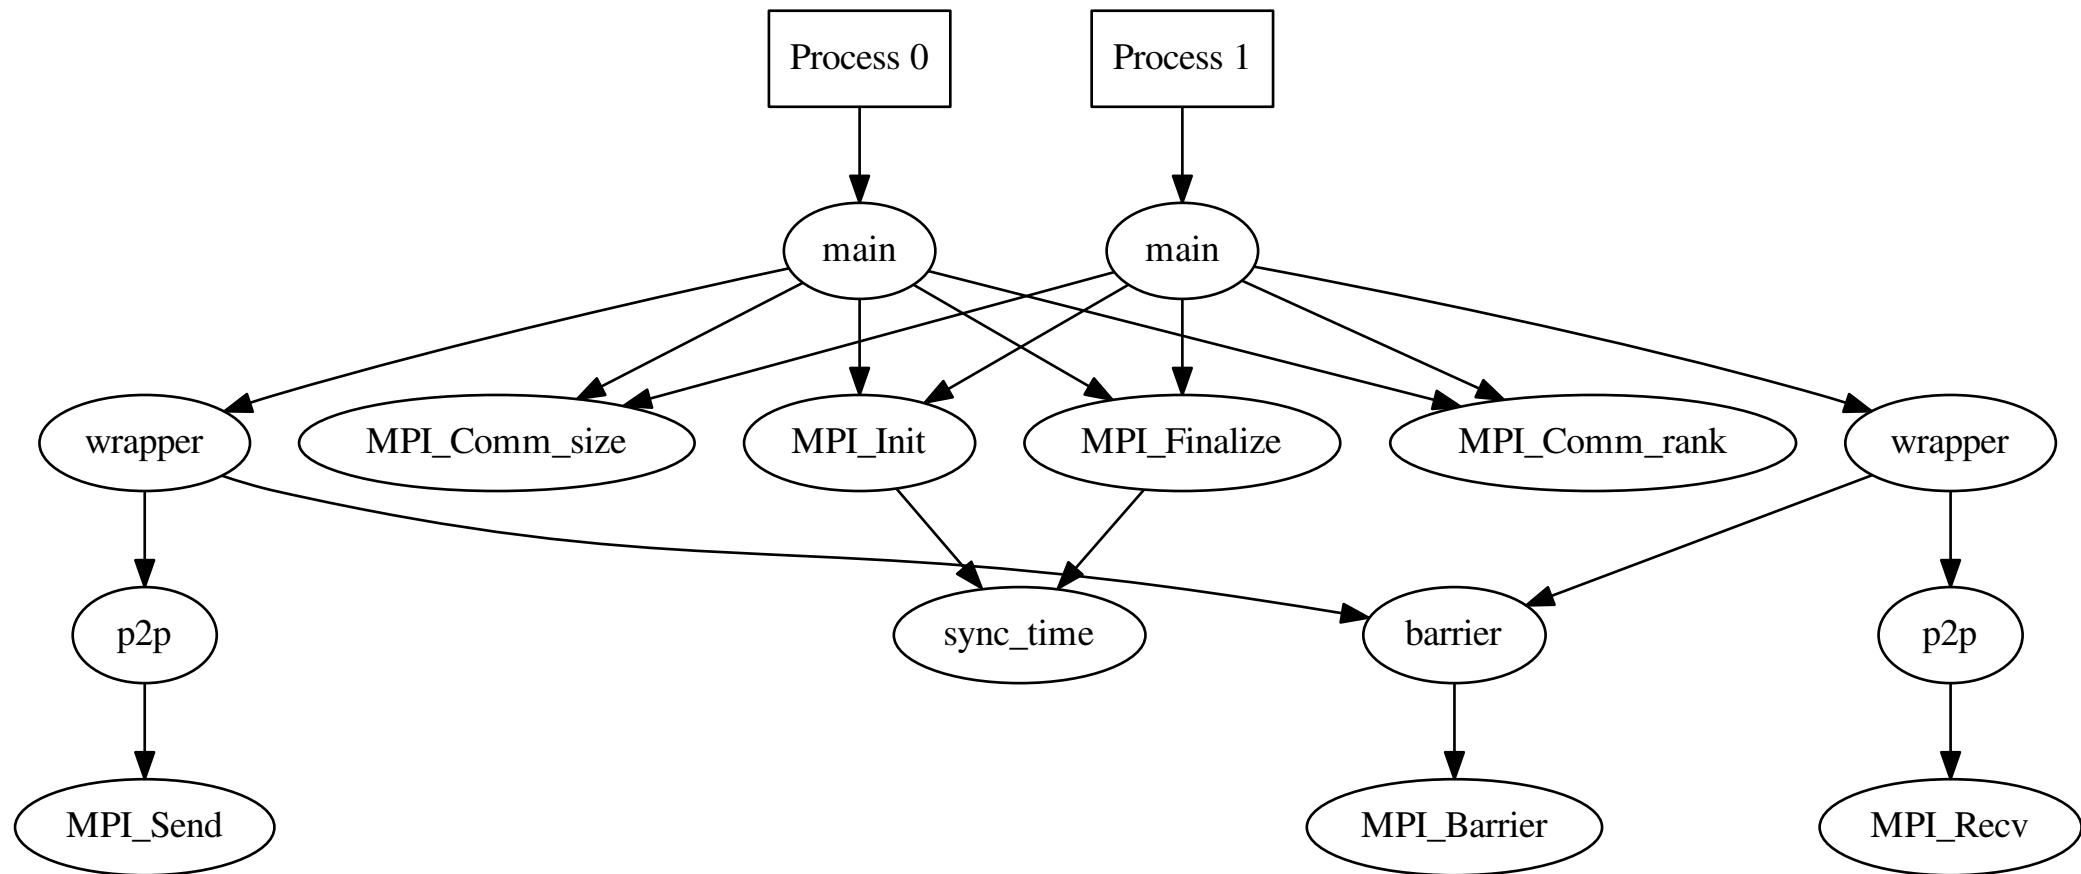 Process 0
Process 1
main
main
wrapper
MPI_Comm_size
MPI_Init
MPI_Finalize
MPI_Comm_rank
wrapper
p2p
sync_time
barrier
p2p
MPI_Send
MPI_Barrier
MPI_Recv